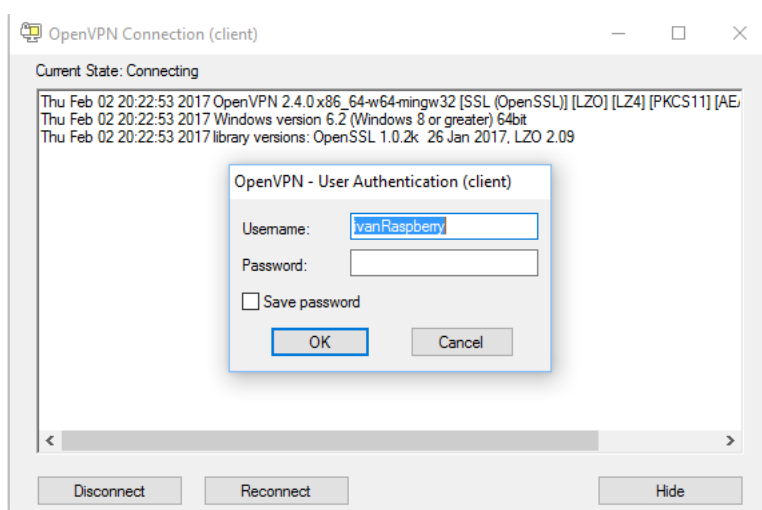 OpenVPN Connection (client)
Current State: Connecting
Thu Feb 02 20:22:53 2017 OpenVPN 2.4.0 x86_64-w64-mingw32 [SSL (OpenSSL)] [LZO] [LZ4] [PKCS11] [AE
Thu Feb 02 20:22:53 2017 Windows version 6.2 (Windows 8 or greater) 64bit
Thu Feb 02 20:22:53 2017 library versions: OpenSSL 1.0.2k 26 Jan 2017, LZO 2.09
OpenVPN - User Authentication (client)
Username: ivanRaspberry
Password:
Save password
OK Cancel
Disconnect Reconnect Hide